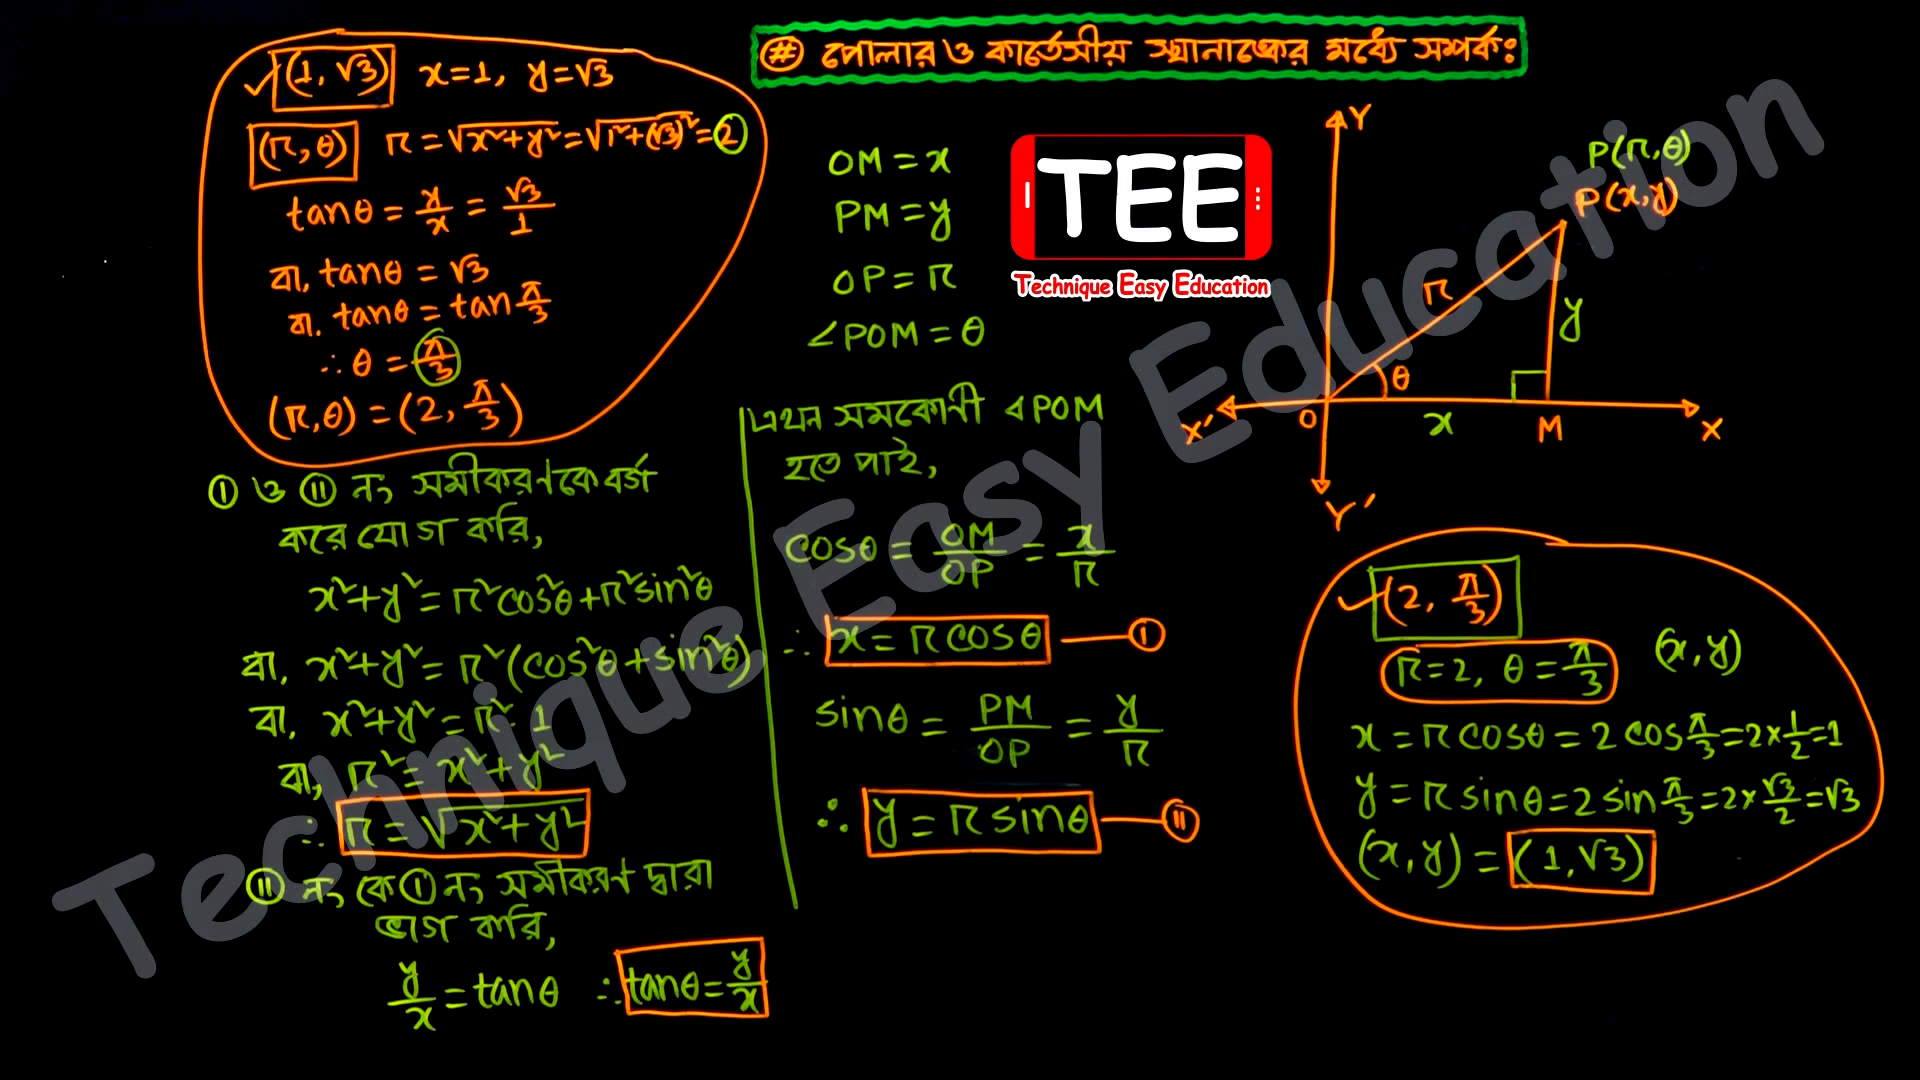 # পোলার ও কার্তেসীয় স্থানাঙ্কের মধ্যে সম্পর্ক:
(1, √3) x=1, y=√3
(r, θ) r = √x²+y² = √1²+(√3)² = 2
tanθ = y/x = √3/1
বা, tanθ = √3
বা, tanθ = tan π/3
∴ θ = π/3
(r, θ) = (2, π/3)
OM = x
PM = y
OP = r
∠POM = θ
TEE
Technique Easy Education
Y
P(r, θ)
P(x, y)
r
y
θ
X'
O
x
M
X
Y'
এখন সমকোণী ⊿POM
হতে পাই,
cosθ = OM/OP = x/r
∴ x = r cosθ —— (I)
sinθ = PM/OP = y/r
∴ y = r sinθ —— (II)
(I) ও (II) নং সমীকরণকে বর্গ
করে যোগ করি,
x²+y² = r²cos²θ + r²sin²θ
বা, x²+y² = r²(cos²θ + sin²θ)
বা, x²+y² = r²·1
বা, r² = x²+y²
∴ r = √x²+y²
(II) নং কে (I) নং সমীকরণ দ্বারা
ভাগ করি,
y/x = tanθ ∴ tanθ = y/x
(2, π/3)
r=2, θ = π/3 (x, y)
x = r cosθ = 2 cos π/3 = 2 × 1/2 = 1
y = r sinθ = 2 sin π/3 = 2 × √3/2 = √3
(x, y) = (1, √3)
Technique Easy Education